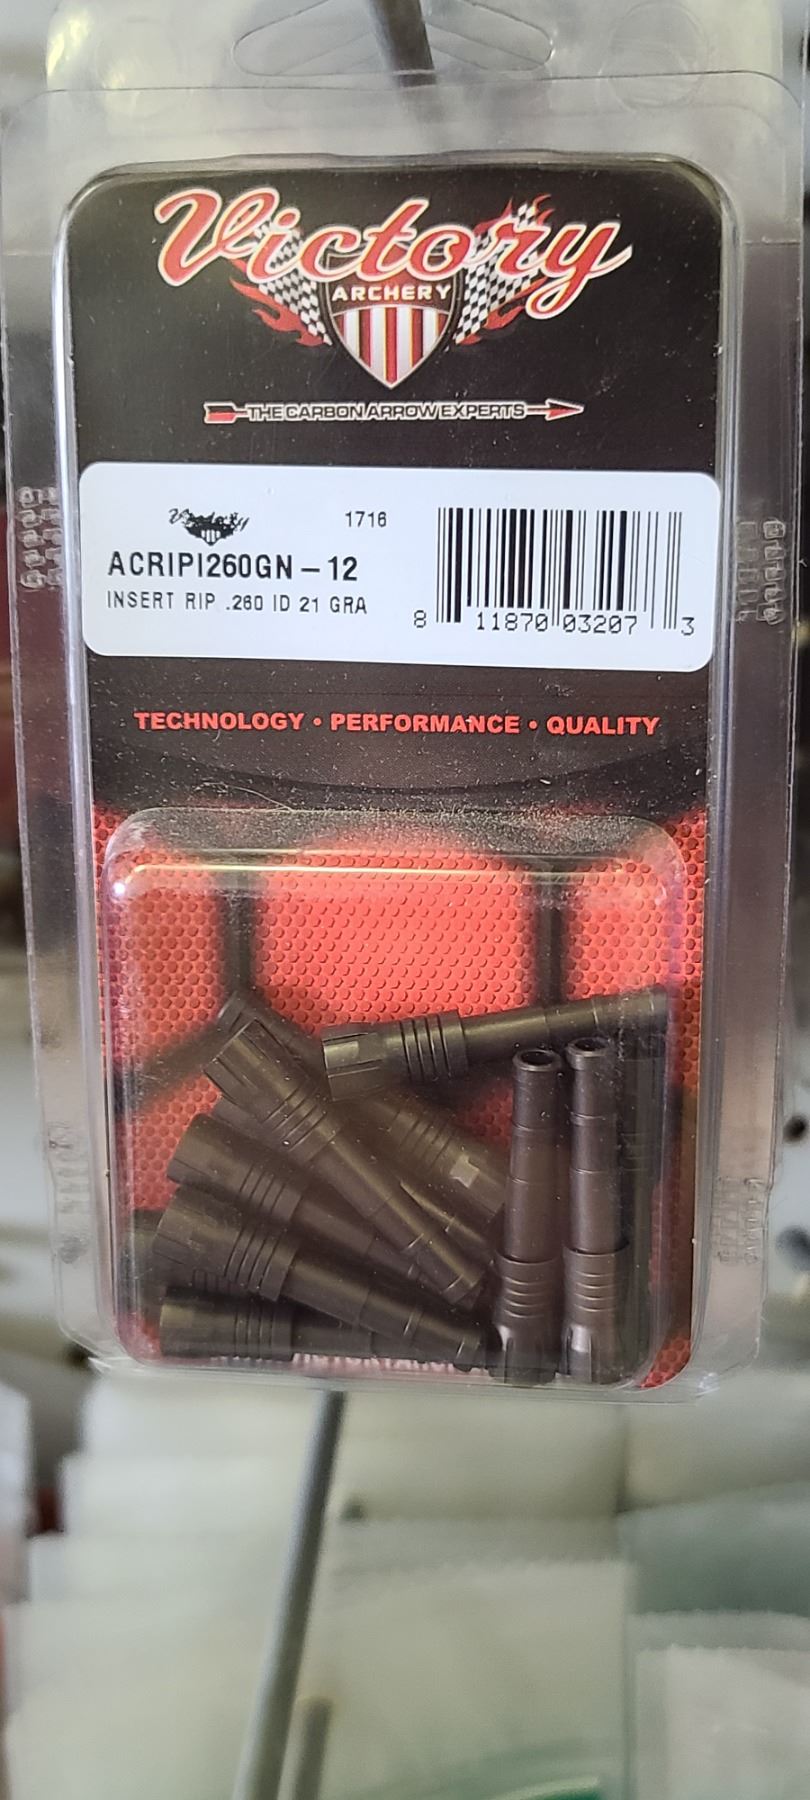 Victory
ARCHERY
THE CARBON ARROW EXPERTS
Victory
1716
ACRIPI260GN-12
INSERT RIP .260 ID 21 GRA
8 11870 03207 3
TECHNOLOGY • PERFORMANCE • QUALITY